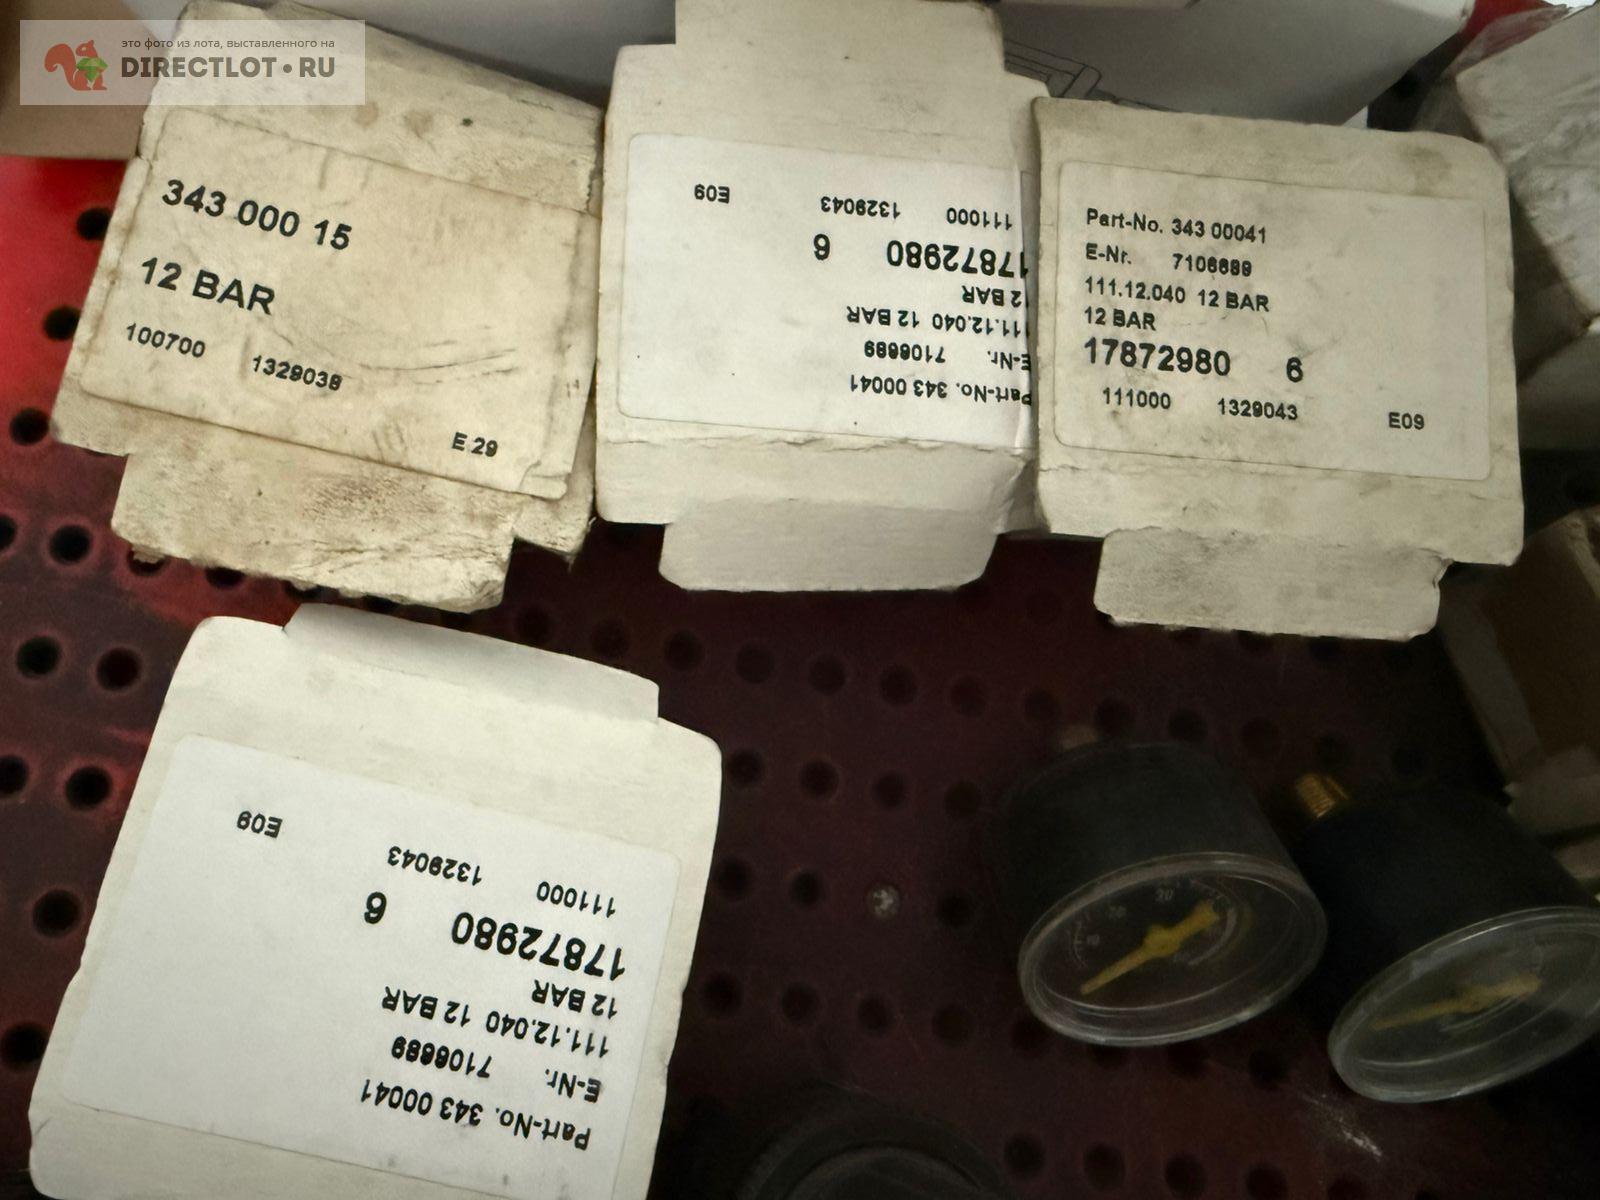 это фото из лота, выставленного на
DIRECTLOT.RU
343 000 15
12 BAR
100700 1329038
E 29
Part-No. 343 00041
E-Nr. 7106689
111.12.040 12 BAR
12 BAR
17872980 6
111000 1329043
E09
Part-No. 343 00041
E-Nr. 7106689
111.12.040 12 BAR
12 BAR
17872980 6
111000 1329043 E09
Part-No. 343 00041
E-Nr. 7106689
111.12.040 12 BAR
12 BAR
17872980 6
111000 1329043
E09